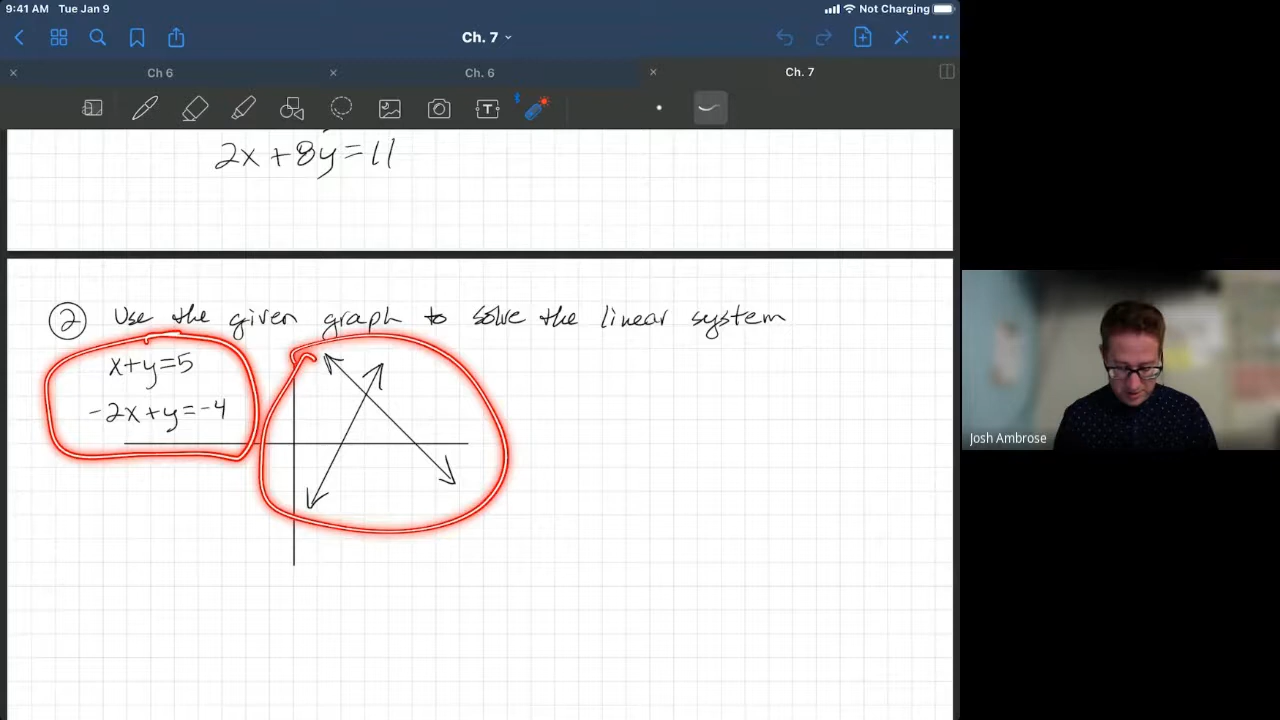 9:41 AM Tue Jan 9
Not Charging
Ch. 7
Ch 6
Ch. 6
Ch. 7
T
2x + 8y = 11
② Use the given graph to solve the linear system
x+y=5
-2x+y=-4
Josh Ambrose